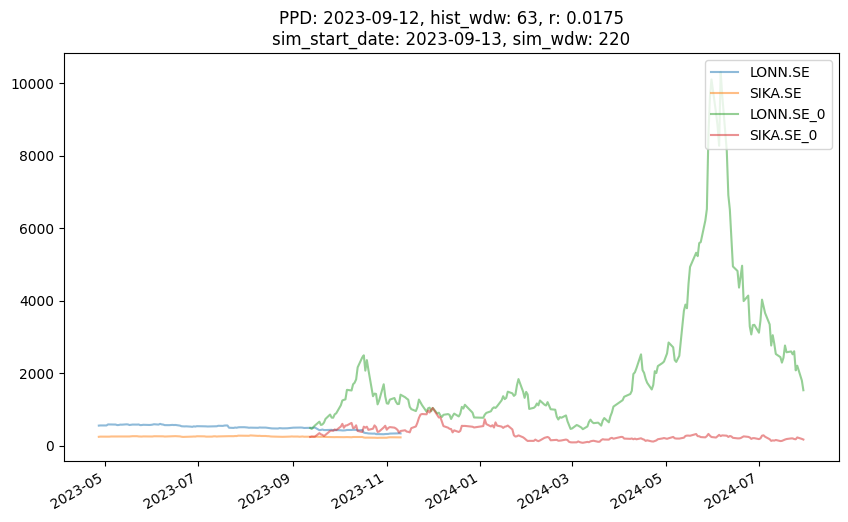 PPD: 2023-09-12, hist_wdw: 63, r: 0.0175
sim_start_date: 2023-09-13, sim_wdw: 220
LONN.SE
SIKA.SE
LONN.SE_0
SIKA.SE_0
10000
8000
6000
4000
2000
0
2023-05
2023-07
2023-09
2023-11
2024-01
2024-03
2024-05
2024-07